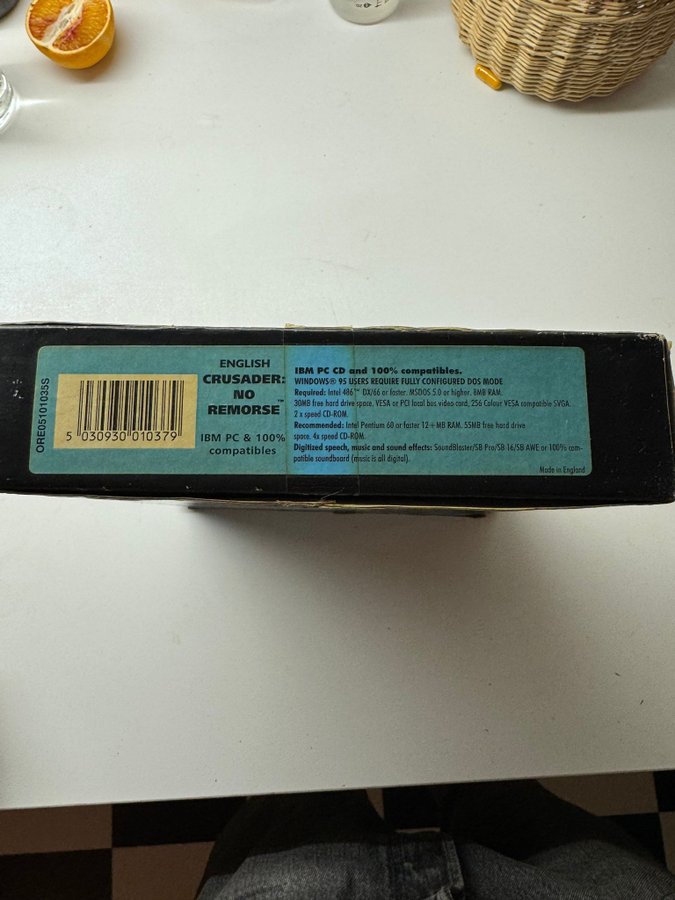 ORE05101035S
5 030930 010379
ENGLISH
CRUSADER:
NO
REMORSE™
IBM PC & 100%
compatibles
IBM PC CD and 100% compatibles.
WINDOWS® 95 USERS REQUIRE FULLY CONFIGURED DOS MODE
Required: Intel 486™ DX/66 or faster. MSDOS 5.0 or higher. 8MB RAM.
30MB free hard drive space. VESA or PCI local bus video card, 256 Colour VESA compatible SVGA.
2 x speed CD-ROM.
Recommended: Intel Pentium 60 or faster 12+MB RAM. 55MB free hard drive
space. 4x speed CD-ROM.
Digitized speech, music and sound effects: SoundBlaster/SB Pro/SB 16/SB AWE or 100% com-
patible soundboard (music is all digital).
Made in England